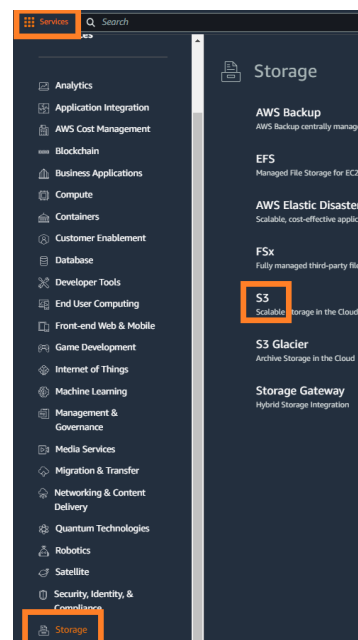 Services
Search
Analytics
Application Integration
AWS Cost Management
Blockchain
Business Applications
Compute
Containers
Customer Enablement
Database
Developer Tools
End User Computing
Front-end Web & Mobile
Game Development
Internet of Things
Machine Learning
Management &
Governance
Media Services
Migration & Transfer
Networking & Content
Delivery
Quantum Technologies
Robotics
Satellite
Security, Identity, &
Compliance
Storage
Storage
AWS Backup
AWS Backup centrally manag
EFS
Managed File Storage for EC2
AWS Elastic Disaster
Scalable, cost-effective applic
FSx
Fully managed third-party file
S3
Scalable Storage in the Cloud
S3 Glacier
Archive Storage in the Cloud
Storage Gateway
Hybrid Storage Integration